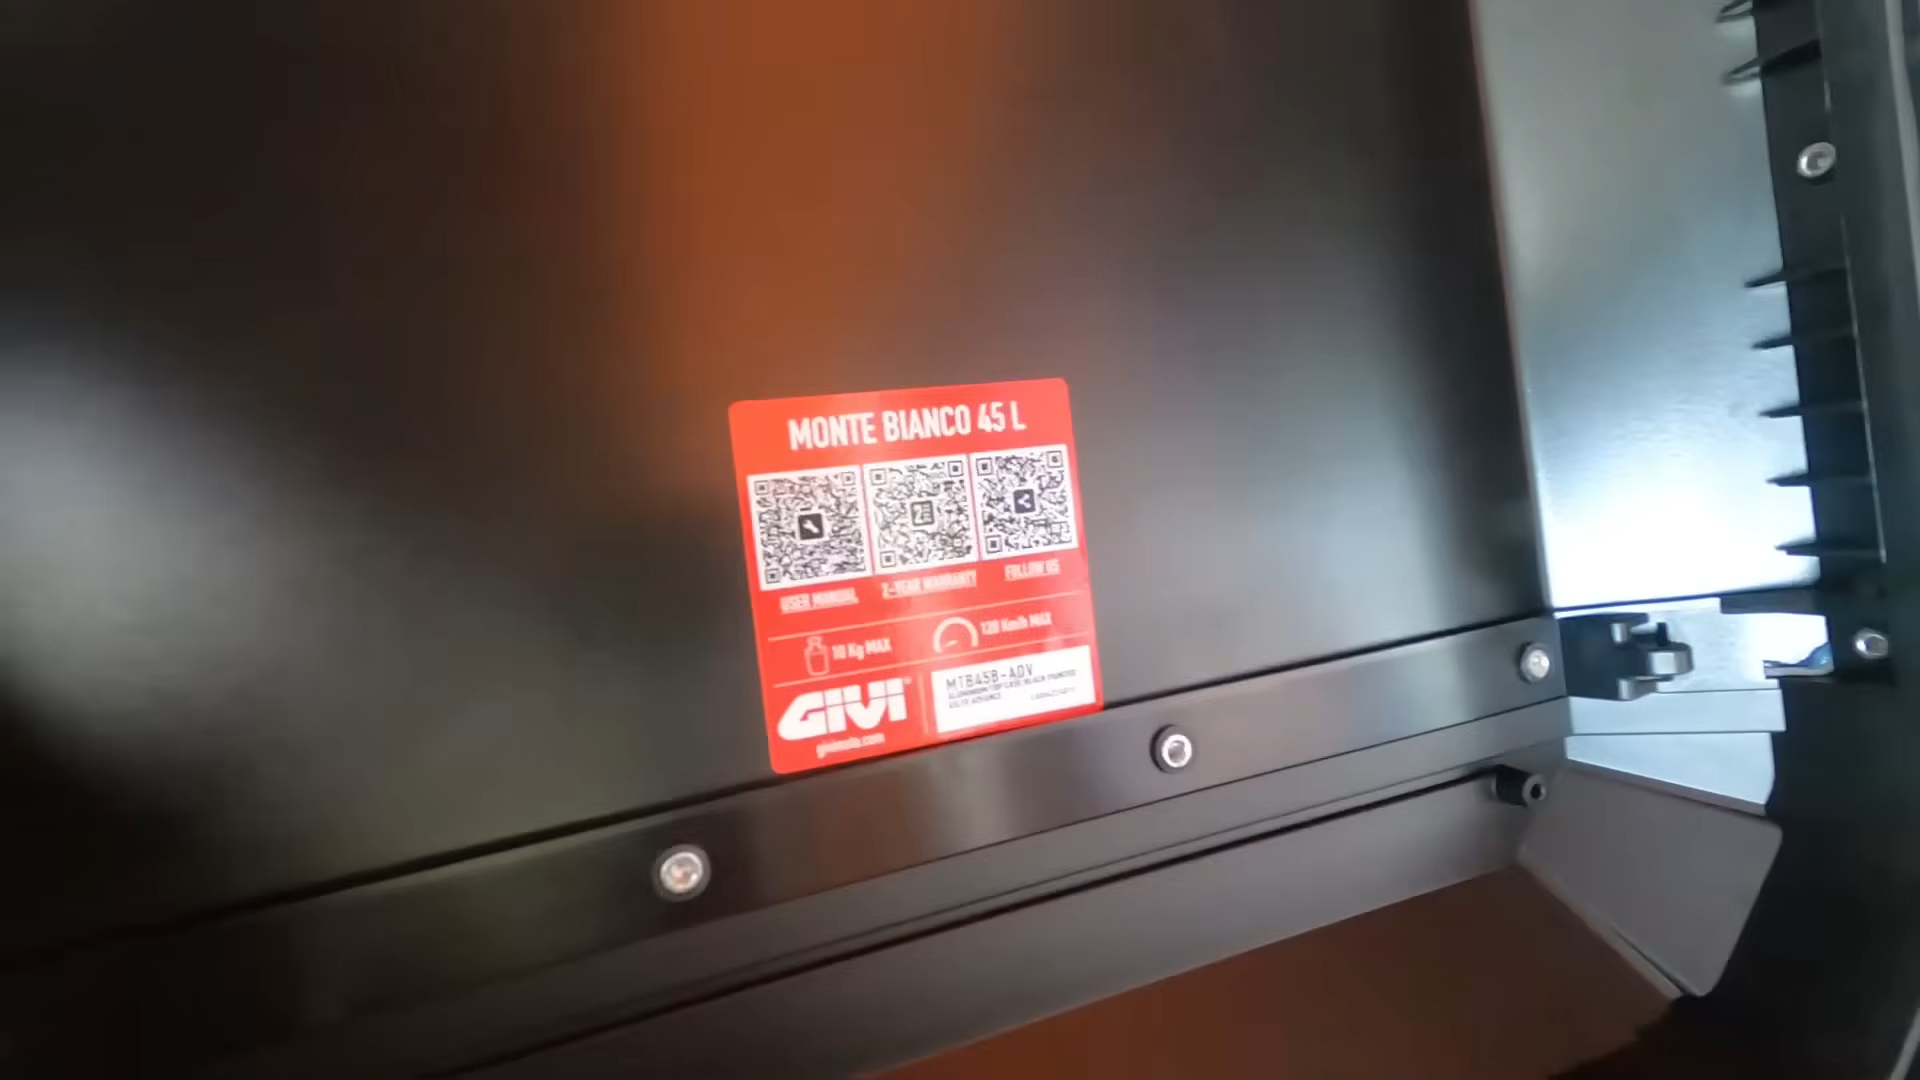 MONTE BIANCO 45 L
USER MANUAL
2-YEAR WARRANTY
FOLLOW US
10 Kg MAX
120 Km/h MAX
GIVI
givimoto.com
MTB45B-ADV